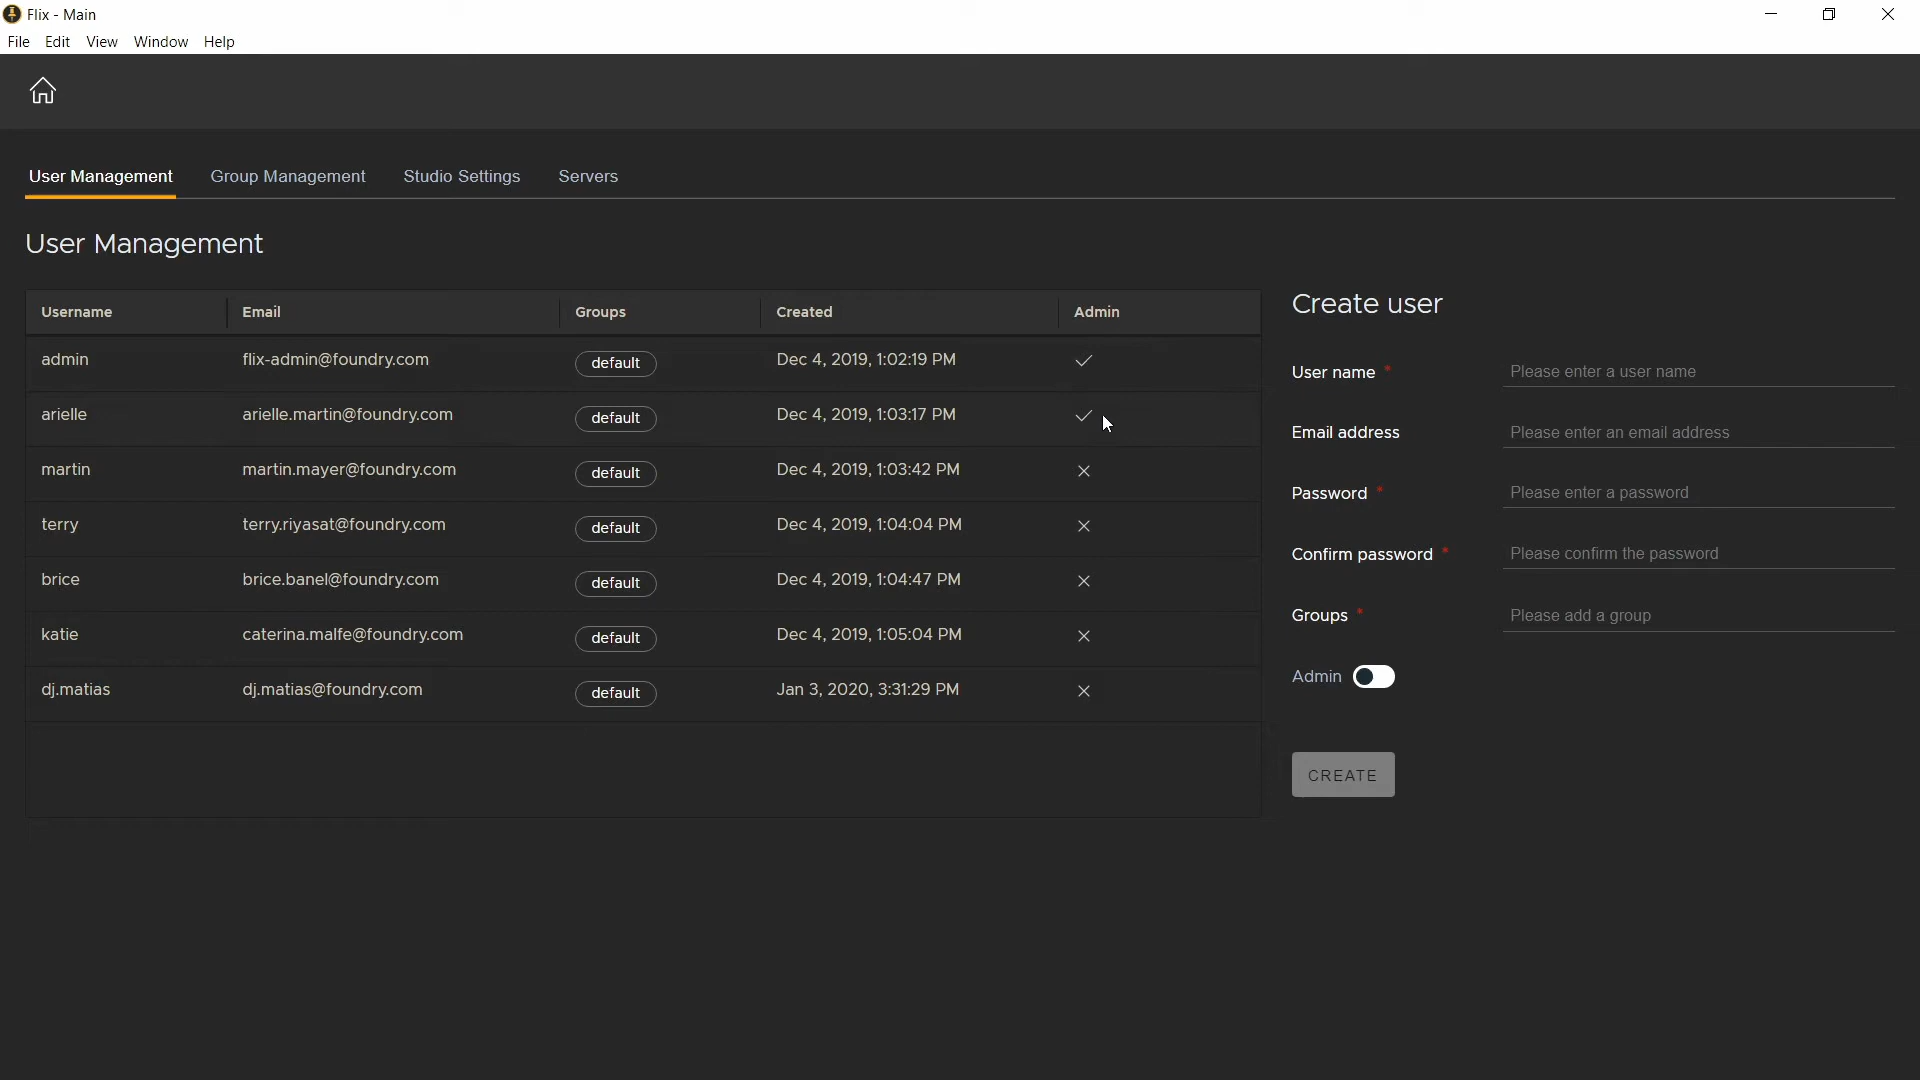 Flix - Main
File Edit View Window Help
User Management Group Management Studio Settings Servers
User Management
Username Email Groups Created Admin
admin flix-admin@foundry.com default Dec 4, 2019, 1:02:19 PM
arielle arielle.martin@foundry.com default Dec 4, 2019, 1:03:17 PM
martin martin.mayer@foundry.com default Dec 4, 2019, 1:03:42 PM
terry terry.riyasat@foundry.com default Dec 4, 2019, 1:04:04 PM
brice brice.banel@foundry.com default Dec 4, 2019, 1:04:47 PM
katie caterina.malfe@foundry.com default Dec 4, 2019, 1:05:04 PM
dj.matias dj.matias@foundry.com default Jan 3, 2020, 3:31:29 PM
Create user
User name * Please enter a user name
Email address Please enter an email address
Password * Please enter a password
Confirm password * Please confirm the password
Groups * Please add a group
Admin
CREATE